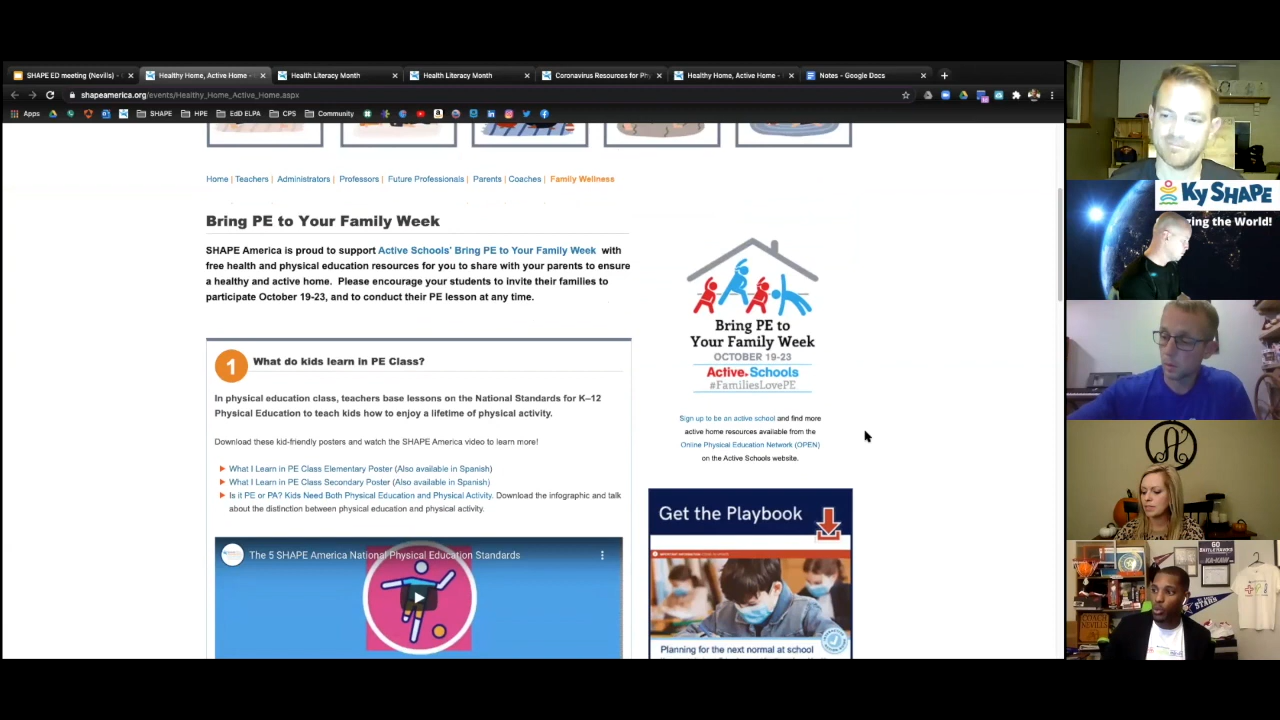 SHAPE ED meeting (Nevills) -
Healthy Home, Active Home -
Health Literacy Month
Health Literacy Month
Coronavirus Resources for Ph
Healthy Home, Active Home -
Notes - Google Docs
shapeamerica.org/events/Healthy_Home_Active_Home.aspx
Apps
SHAPE
HPE
EdD ELPA
CPS
Community
Home | Teachers | Administrators | Professors | Future Professionals | Parents | Coaches | Family Wellness
Bring PE to Your Family Week
SHAPE America is proud to support Active Schools' Bring PE to Your Family Week with
free health and physical education resources for you to share with your parents to ensure
a healthy and active home. Please encourage your students to invite their families to
participate October 19-23, and to conduct their PE lesson at any time.
1 What do kids learn in PE Class?
In physical education class, teachers base lessons on the National Standards for K–12
Physical Education to teach kids how to enjoy a lifetime of physical activity.
Download these kid-friendly posters and watch the SHAPE America video to learn more!
What I Learn in PE Class Elementary Poster (Also available in Spanish)
What I Learn in PE Class Secondary Poster (Also available in Spanish)
Is it PE or PA? Kids Need Both Physical Education and Physical Activity. Download the infographic and talk
about the distinction between physical education and physical activity.
The 5 SHAPE America National Physical Education Standards
Bring PE to
Your Family Week
OCTOBER 19-23
Active Schools
#FamiliesLovePE
Sign up to be an active school and find more
active home resources available from the
Online Physical Education Network (OPEN)
on the Active Schools website.
Get the Playbook
Planning for the next normal at school
Ky SHAPE
ing the World!
A
GO
BATTLEHAWKS
KA-KAW
STARS
COACH
NEVILLS